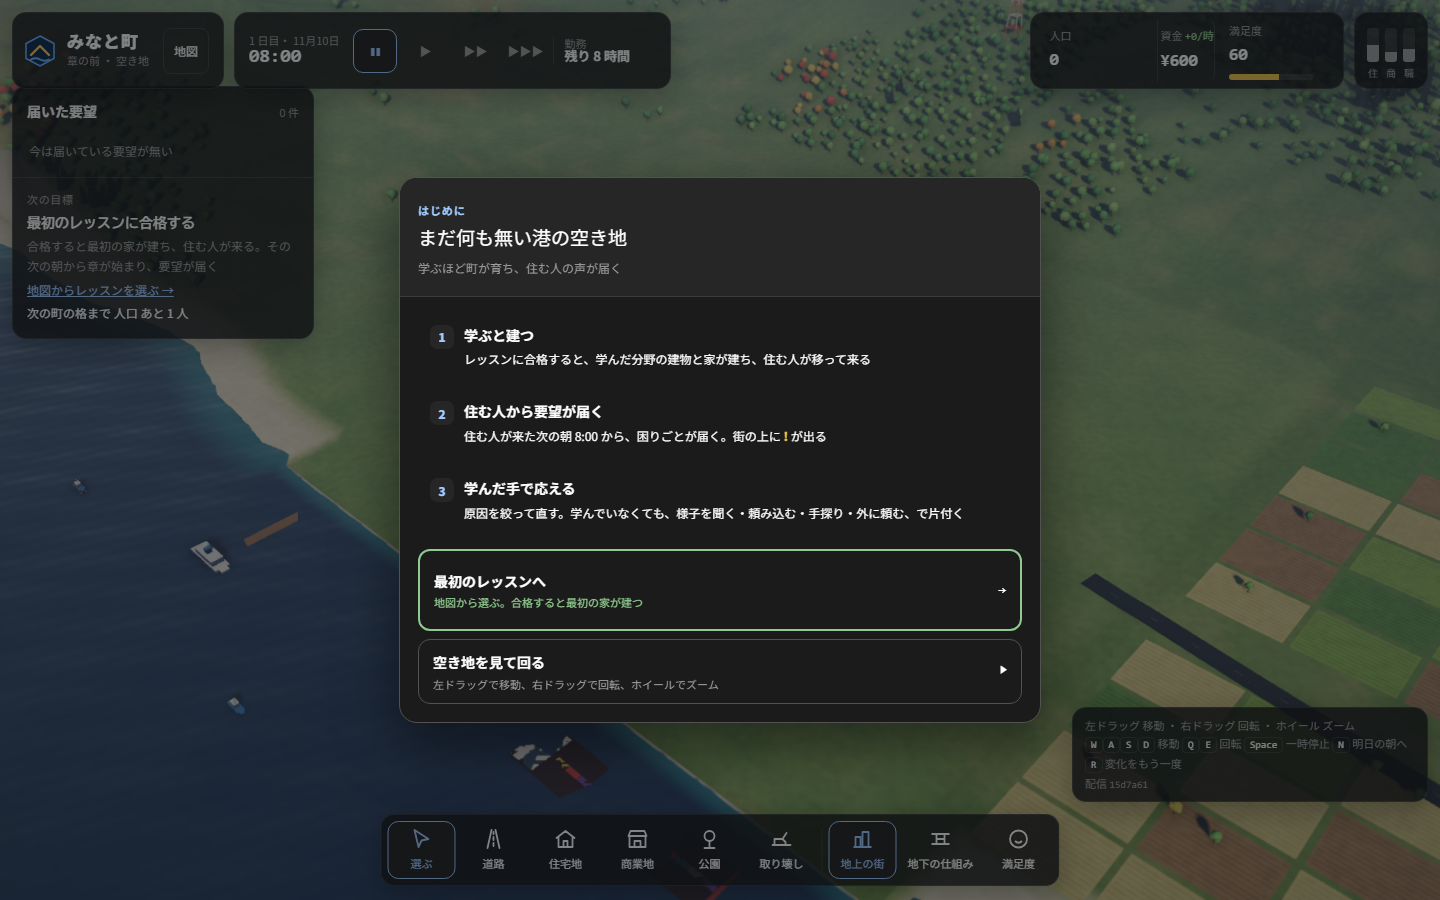 みなと町
章の前・空き地
地図
1日目・ 11月10日
08:00
勤務
残り 8 時間
人口
0
資金 +0/時
¥600
満足度
60
住 商 職
届いた要望
0 件
今は届いている要望が無い
次の目標
最初のレッスンに合格する
合格すると最初の家が建ち、住む人が来る。その
次の朝から章が始まり、要望が届く
地図からレッスンを選ぶ →
次の町の格まで 人口 あと 1 人
はじめに
まだ何も無い港の空き地
学ぶほど町が育ち、住む人の声が届く
1 学ぶと建つ
レッスンに合格すると、学んだ分野の建物と家が建ち、住む人が移って来る
2 住む人から要望が届く
住む人が来た次の朝 8:00 から、困りごとが届く。街の上に ! が出る
3 学んだ手で応える
原因を絞って直す。学んでいなくても、様子を聞く・頼み込む・手探り・外に頼む、で片付く
最初のレッスンへ →
地図から選ぶ。合格すると最初の家が建つ
空き地を見て回る
左ドラッグで移動、右ドラッグで回転、ホイールでズーム
左ドラッグ 移動 ・ 右ドラッグ 回転 ・ ホイール ズーム
W A S D 移動 Q E 回転 Space 一時停止 N 明日の朝へ
R 変化をもう一度
配信 15d7a61
選ぶ
道路
住宅地
商業地
公園
取り壊し
地上の街
地下の仕組み
満足度